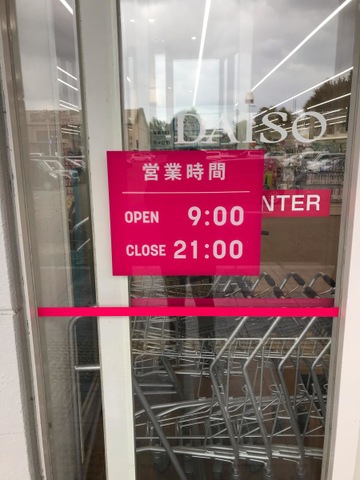 DAISO
営業時間
OPEN 9:00
CLOSE 21:00
NTER